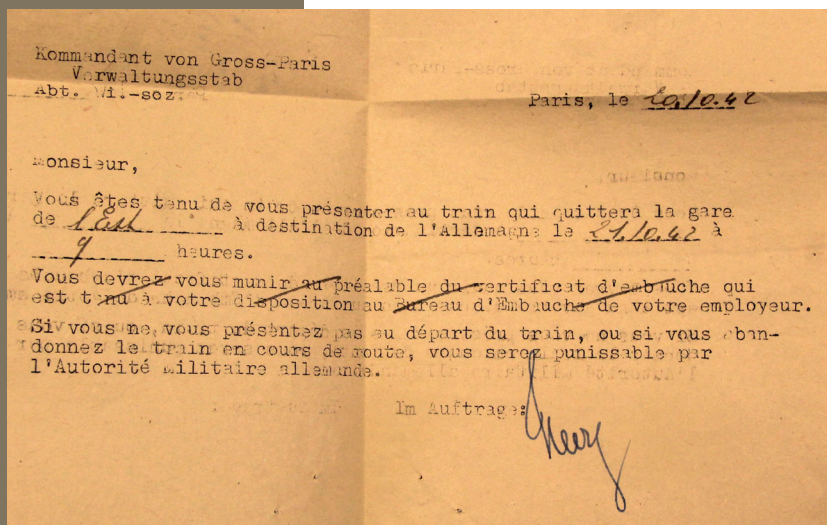 Kommandant von Gross-Paris
Verwaltungsstab
Abt. Wi.-soz.
Paris, le 20.10.42
Monsieur,
Vous êtes tenu de vous présenter au train qui quittera la gare
de l'Est à destination de l'Allemagne le 21.10.42 à
9 heures.
Vous devrez vous munir au préalable du certificat d'embauche qui
est tenu à votre disposition au Bureau d'Embauche de votre employeur.
Si vous ne vous présentez pas au départ du train, ou si vous aban-
donnez le train en cours de route, vous serez punissable par
l'Autorité militaire allemande.
Im Auftrage: